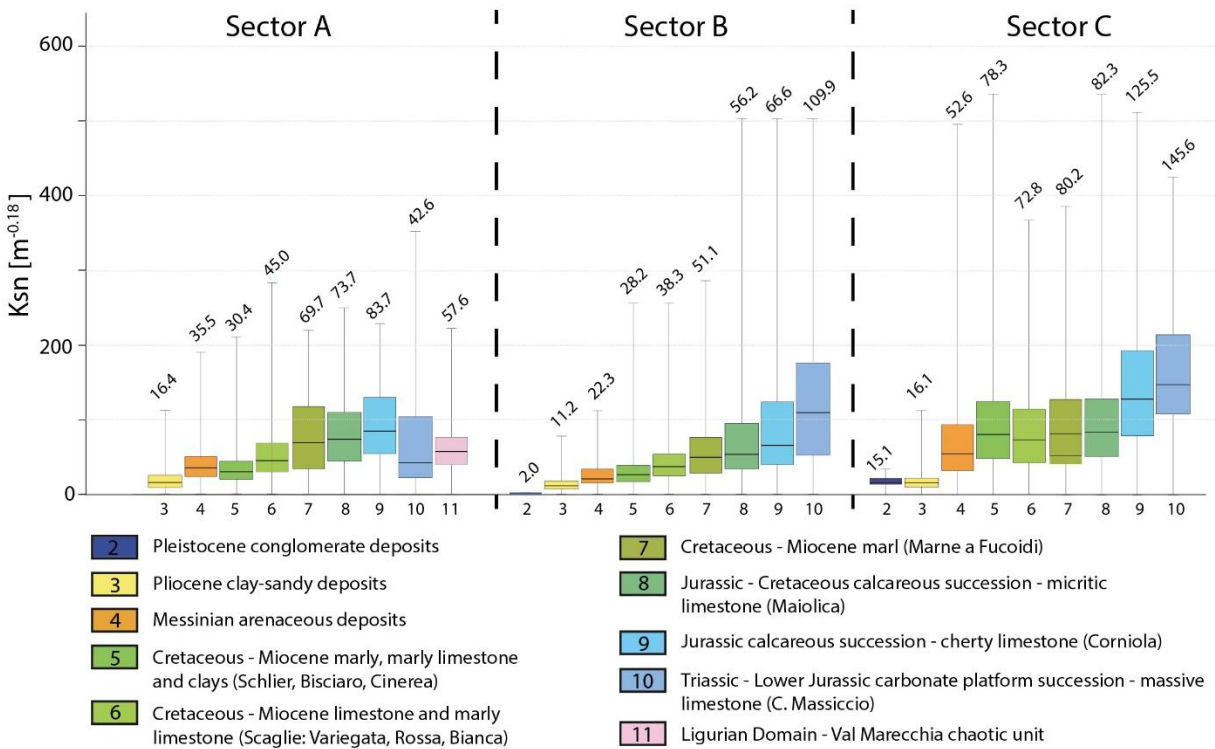 Sector A
Sector B
Sector C
Ksn [m-0.18]
600
400
200
0
16.4
35.5
30.4
45.0
69.7
73.7
83.7
42.6
57.6
2.0
11.2
22.3
28.2
38.3
51.1
56.2
66.6
109.9
15.1
16.1
52.6
78.3
72.8
80.2
82.3
125.5
145.6
3 4 5 6 7 8 9 10 11
2 3 4 5 6 7 8 9 10
2 3 4 5 6 7 8 9 10
2 Pleistocene conglomerate deposits
3 Pliocene clay-sandy deposits
4 Messinian arenaceous deposits
5 Cretaceous - Miocene marly, marly limestone
and clays (Schlier, Bisciaro, Cinerea)
6 Cretaceous - Miocene limestone and marly
limestone (Scaglie: Variegata, Rossa, Bianca)
7 Cretaceous - Miocene marl (Marne a Fucoidi)
8 Jurassic - Cretaceous calcareous succession - micritic
limestone (Maiolica)
9 Jurassic calcareous succession - cherty limestone (Corniola)
10 Triassic - Lower Jurassic carbonate platform succession - massive
limestone (C. Massiccio)
11 Ligurian Domain - Val Marecchia chaotic unit